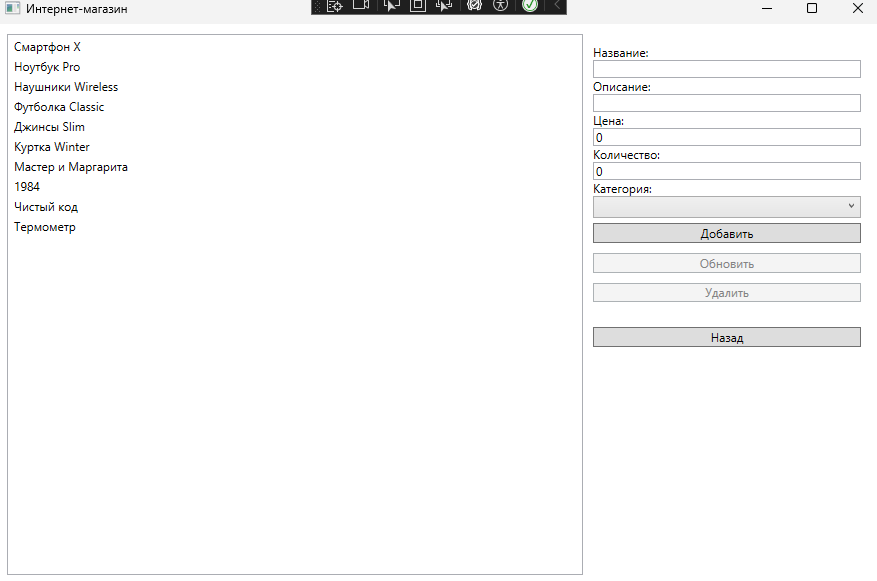 Интернет-магазин
Смартфон X
Ноутбук Pro
Наушники Wireless
Футболка Classic
Джинсы Slim
Куртка Winter
Мастер и Маргарита
1984
Чистый код
Термометр
Название:
Описание:
Цена:
0
Количество:
0
Категория:
Добавить
Обновить
Удалить
Назад